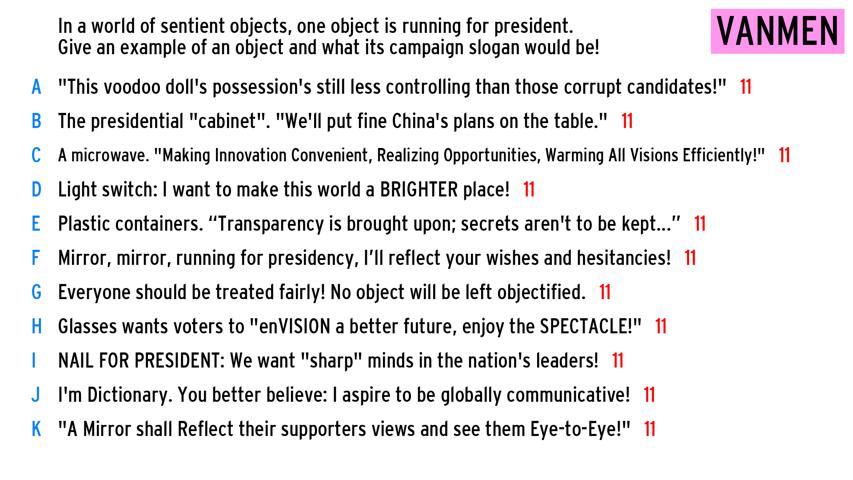 In a world of sentient objects, one object is running for president.
Give an example of an object and what its campaign slogan would be!
VANMEN
A "This voodoo doll's possession's still less controlling than those corrupt candidates!" 11
B The presidential "cabinet". "We'll put fine China's plans on the table." 11
C A microwave. "Making Innovation Convenient, Realizing Opportunities, Warming All Visions Efficiently!" 11
D Light switch: I want to make this world a BRIGHTER place! 11
E Plastic containers. “Transparency is brought upon; secrets aren't to be kept...” 11
F Mirror, mirror, running for presidency, I’ll reflect your wishes and hesitancies! 11
G Everyone should be treated fairly! No object will be left objectified. 11
H Glasses wants voters to "enVISION a better future, enjoy the SPECTACLE!" 11
I NAIL FOR PRESIDENT: We want "sharp" minds in the nation's leaders! 11
J I'm Dictionary. You better believe: I aspire to be globally communicative! 11
K "A Mirror shall Reflect their supporters views and see them Eye-to-Eye!" 11